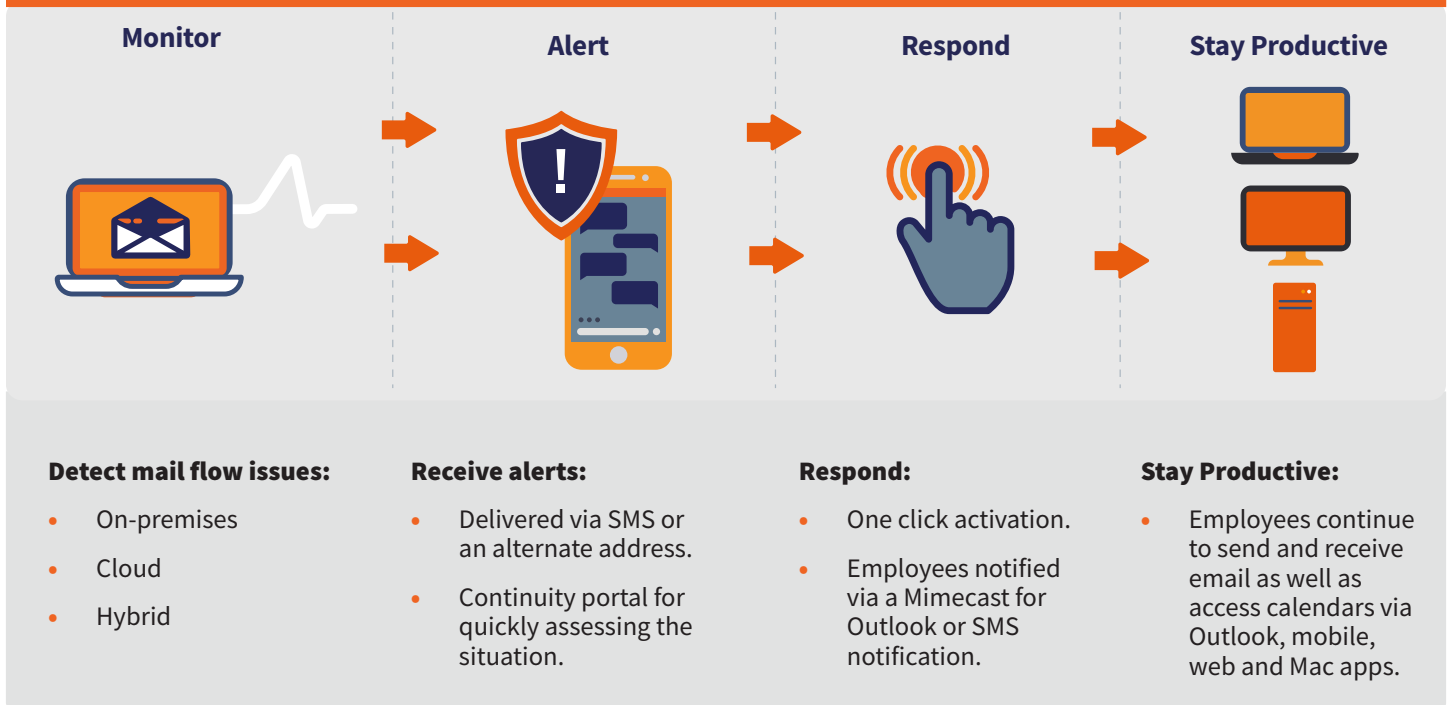 Monitor
Alert
Respond
Stay Productive
!
Detect mail flow issues:
• On-premises
• Cloud
• Hybrid
Receive alerts:
• Delivered via SMS or
an alternate address.
• Continuity portal for
quickly assessing the
situation.
Respond:
• One click activation.
• Employees notified
via a Mimecast for
Outlook or SMS
notification.
Stay Productive:
• Employees continue
to send and receive
email as well as
access calendars via
Outlook, mobile,
web and Mac apps.